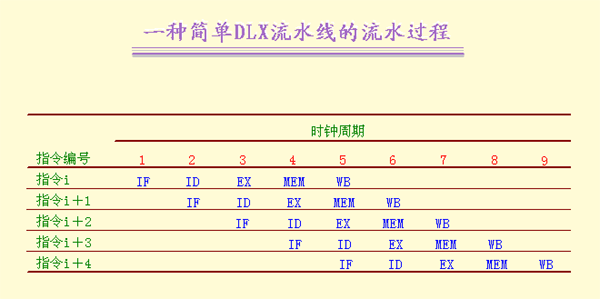 一种简单DLX流水线的流水过程
时钟周期
指令编号 1 2 3 4 5 6 7 8 9
指令i IF ID EX MEM WB
指令i+1 IF ID EX MEM WB
指令i+2 IF ID EX MEM WB
指令i+3 IF ID EX MEM WB
指令i+4 IF ID EX MEM WB